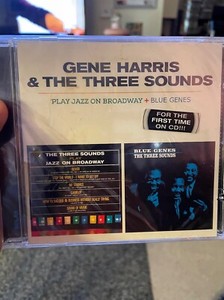 GENE HARRIS
& THE THREE SOUNDS
PLAY JAZZ ON BROADWAY + BLUE GENES
FOR THE
FIRST TIME
ON CD!!!
THE THREE SOUNDS
PLAY
JAZZ ON BROADWAY
BLUE GENES
THE THREE SOUNDS